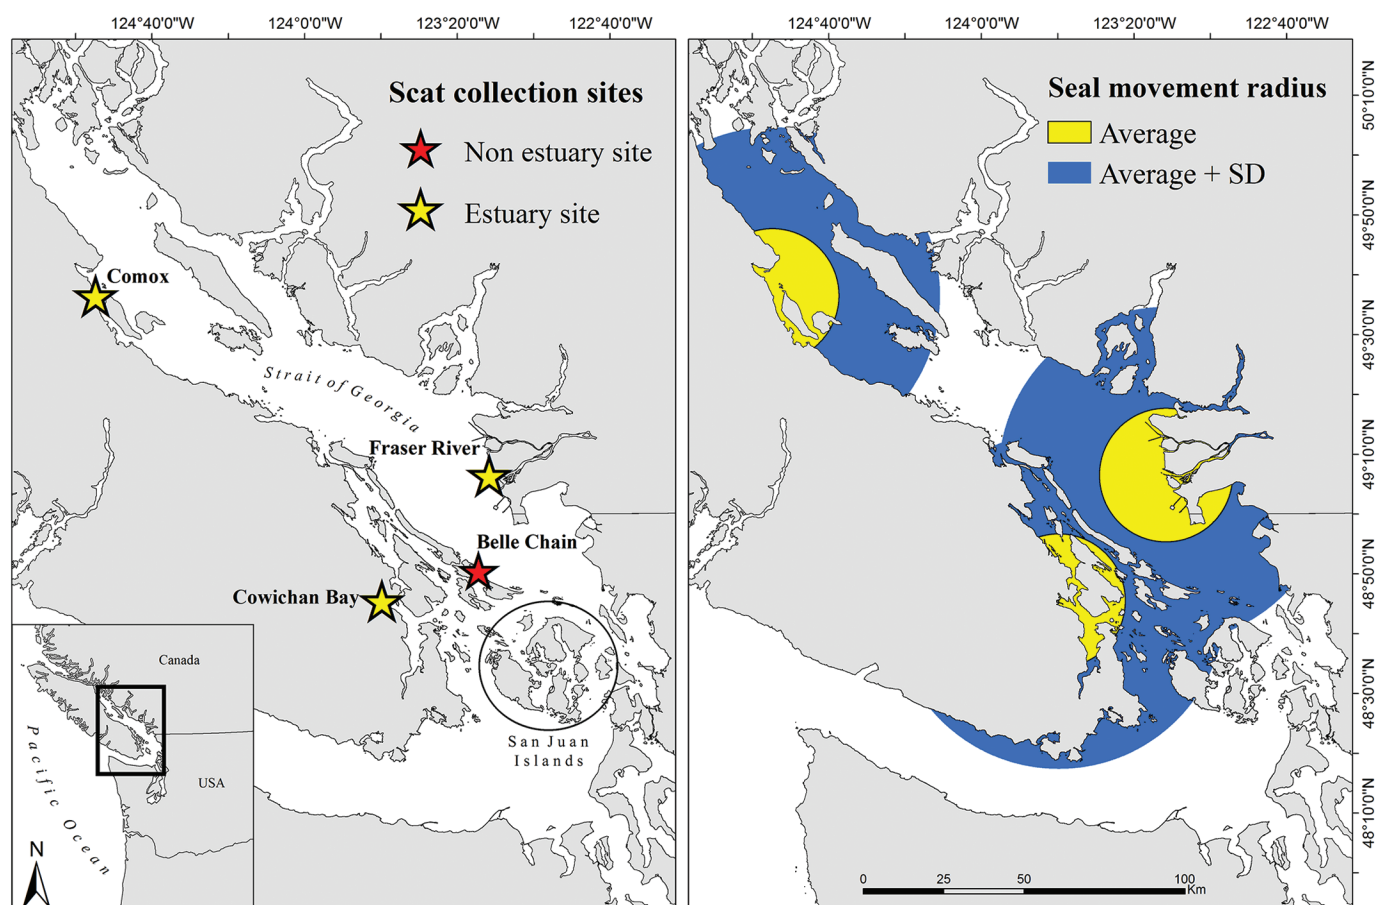 124°40'0"W 124°0'0"W 123°20'0"W 122°40'0"W
Scat collection sites
Non estuary site
Estuary site
Comox
Strait of Georgia
Fraser River
Belle Chain
Cowichan Bay
San Juan
Islands
Canada
USA
Pacific Ocean
N
124°40'0"W 124°0'0"W 123°20'0"W 122°40'0"W
Seal movement radius
Average
Average + SD
50°10'0"N
49°50'0"N
49°30'0"N
49°10'0"N
48°50'0"N
48°30'0"N
48°10'0"N
0 25 50 100
Km